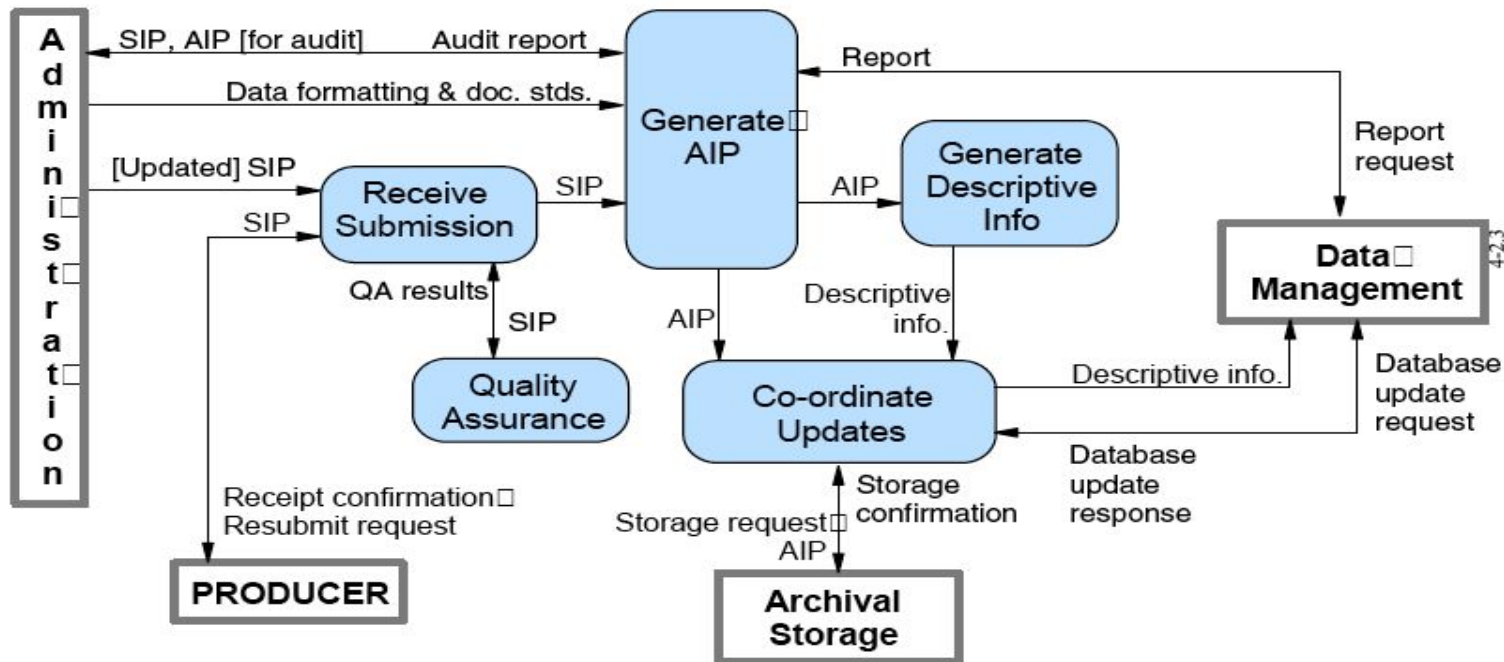 Administration
SIP, AIP [for audit]
Audit report
Data formatting & doc. stds.
[Updated] SIP
SIP
Receive
Submission
SIP
Generate□
AIP
Report
Report
request
AIP
Generate
Descriptive
Info
QA results
SIP
Quality
Assurance
AIP
Descriptive
info.
Data□
Management
4-2.3
Co-ordinate
Updates
Descriptive info.
Database
update
request
Database
update
response
Receipt confirmation□
Resubmit request
PRODUCER
Storage
confirmation
Storage request□
AIP
Archival
Storage